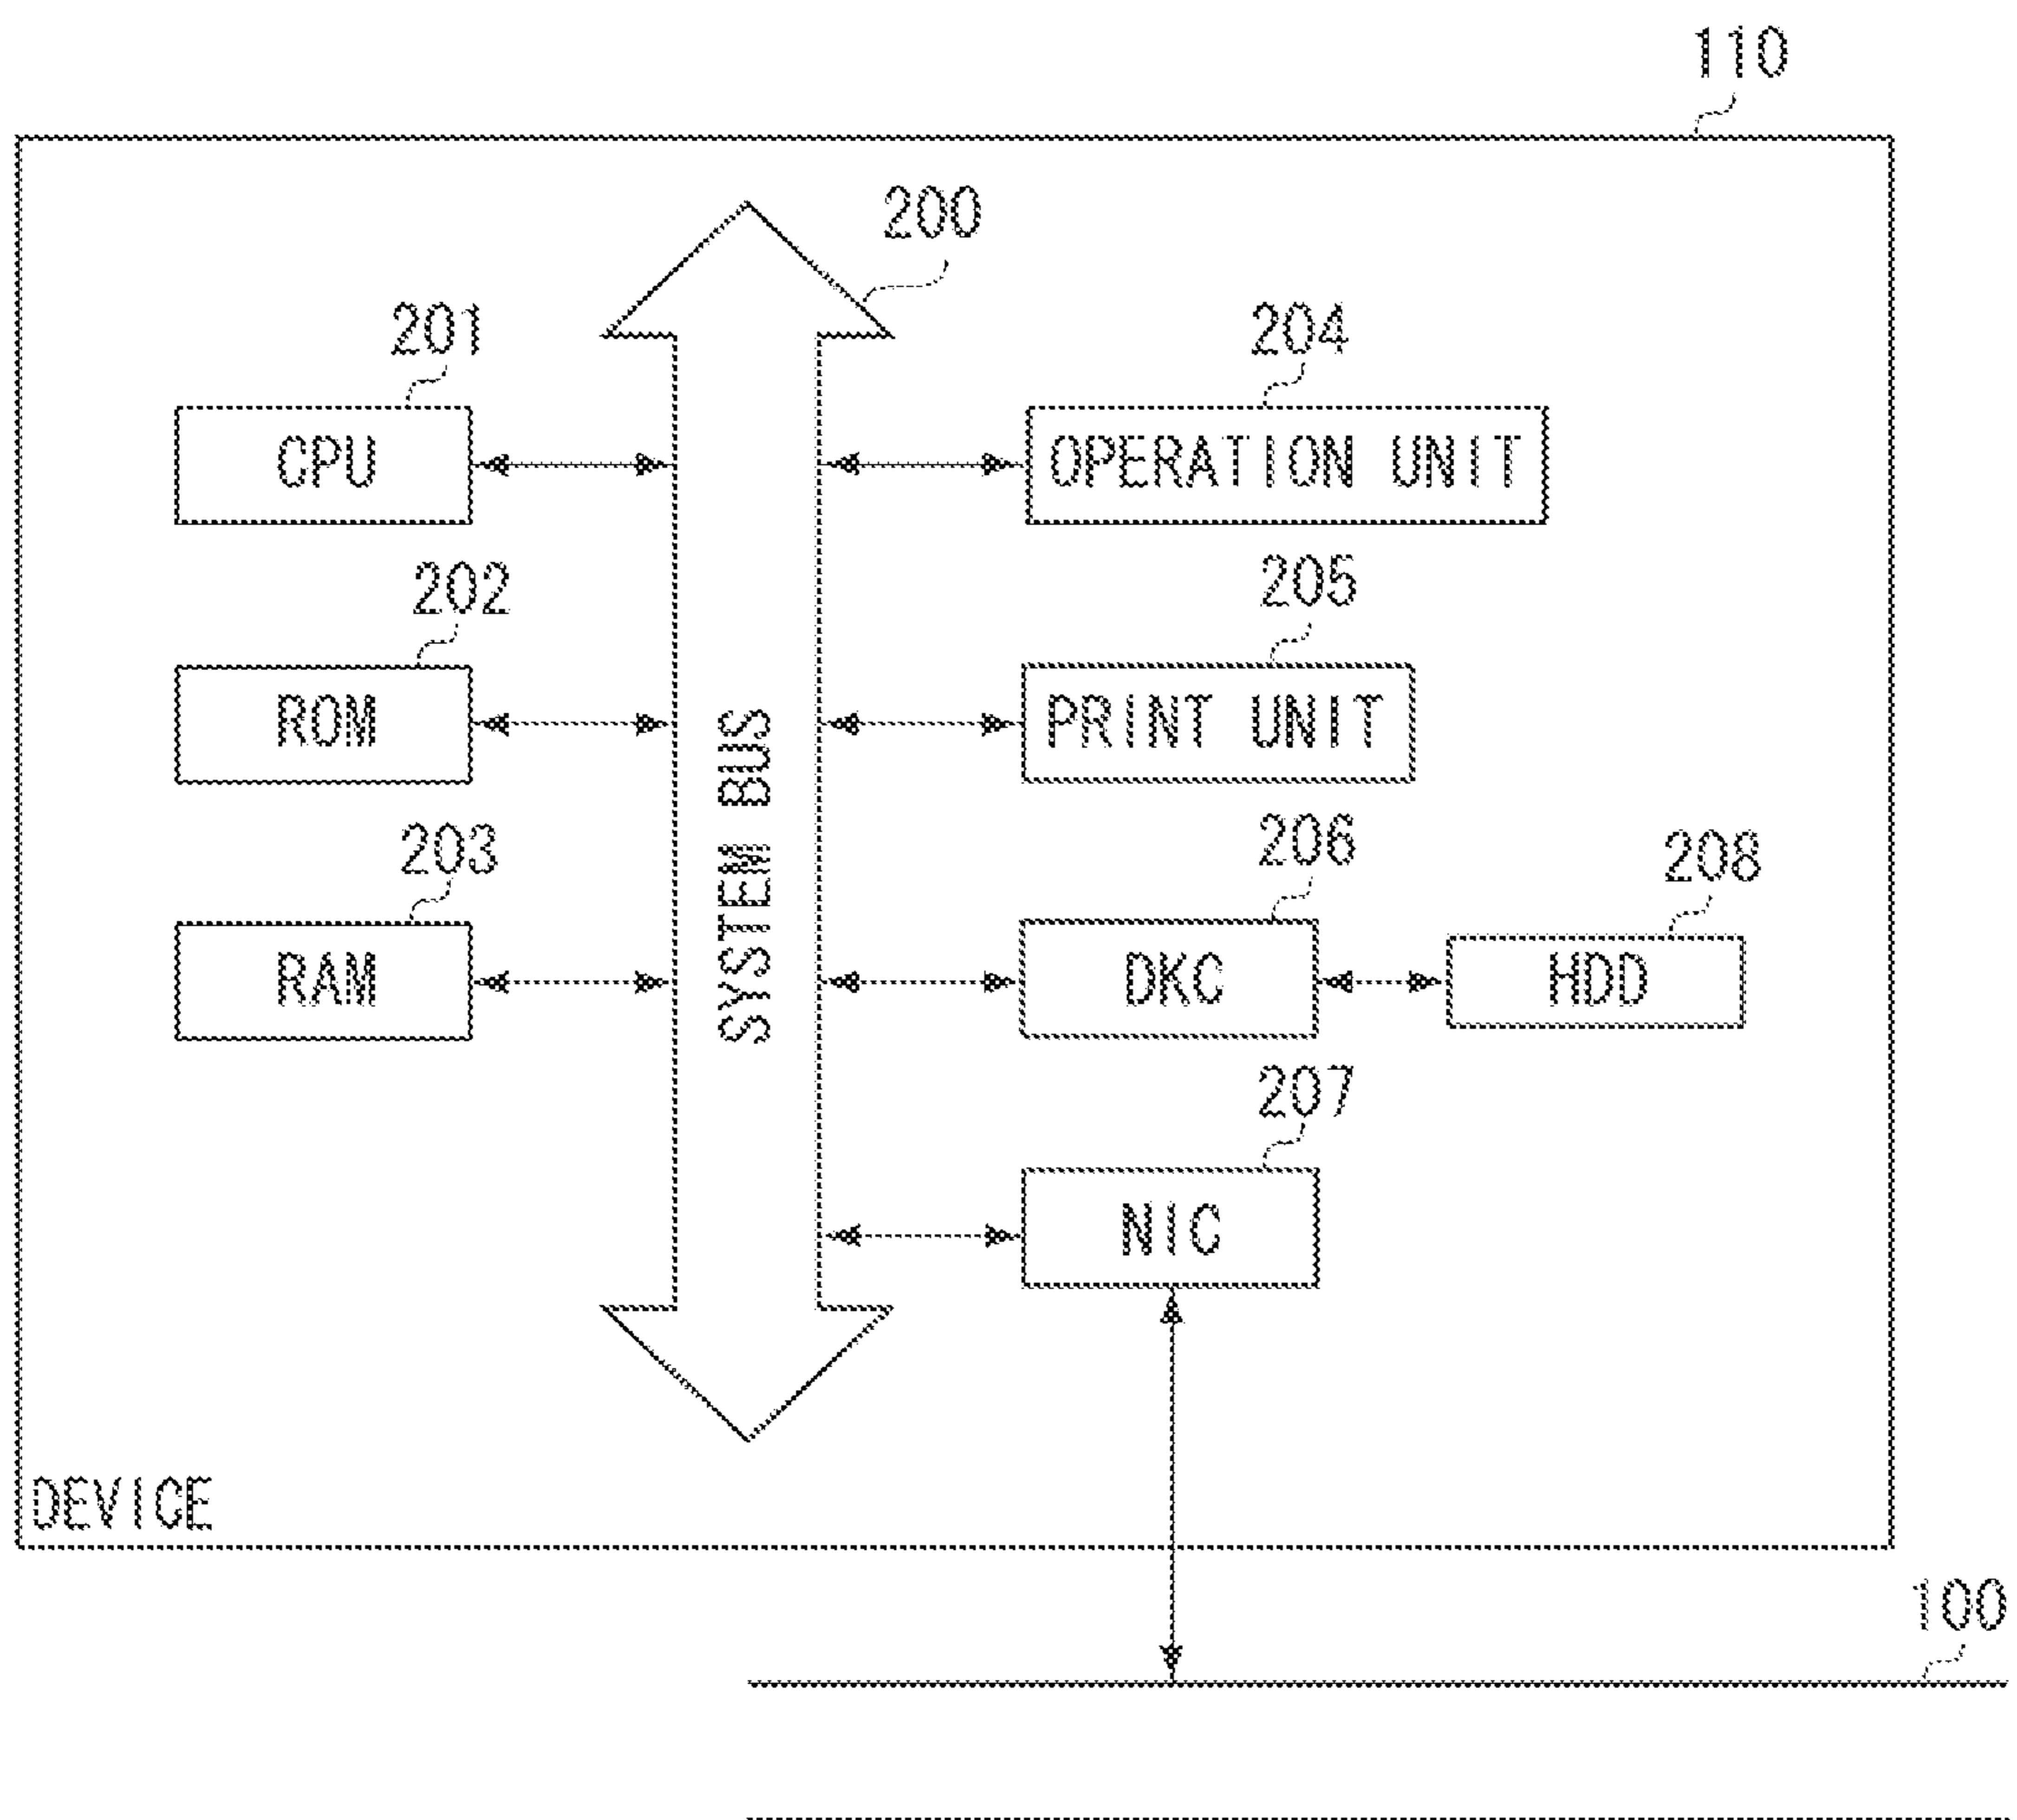 110
200
201
204
CPU
OPERATION UNIT
202
205
ROM
PRINT UNIT
SYSTEM BUS
203
206
208
RAM
DKC
HDD
207
NIC
DEVICE
100